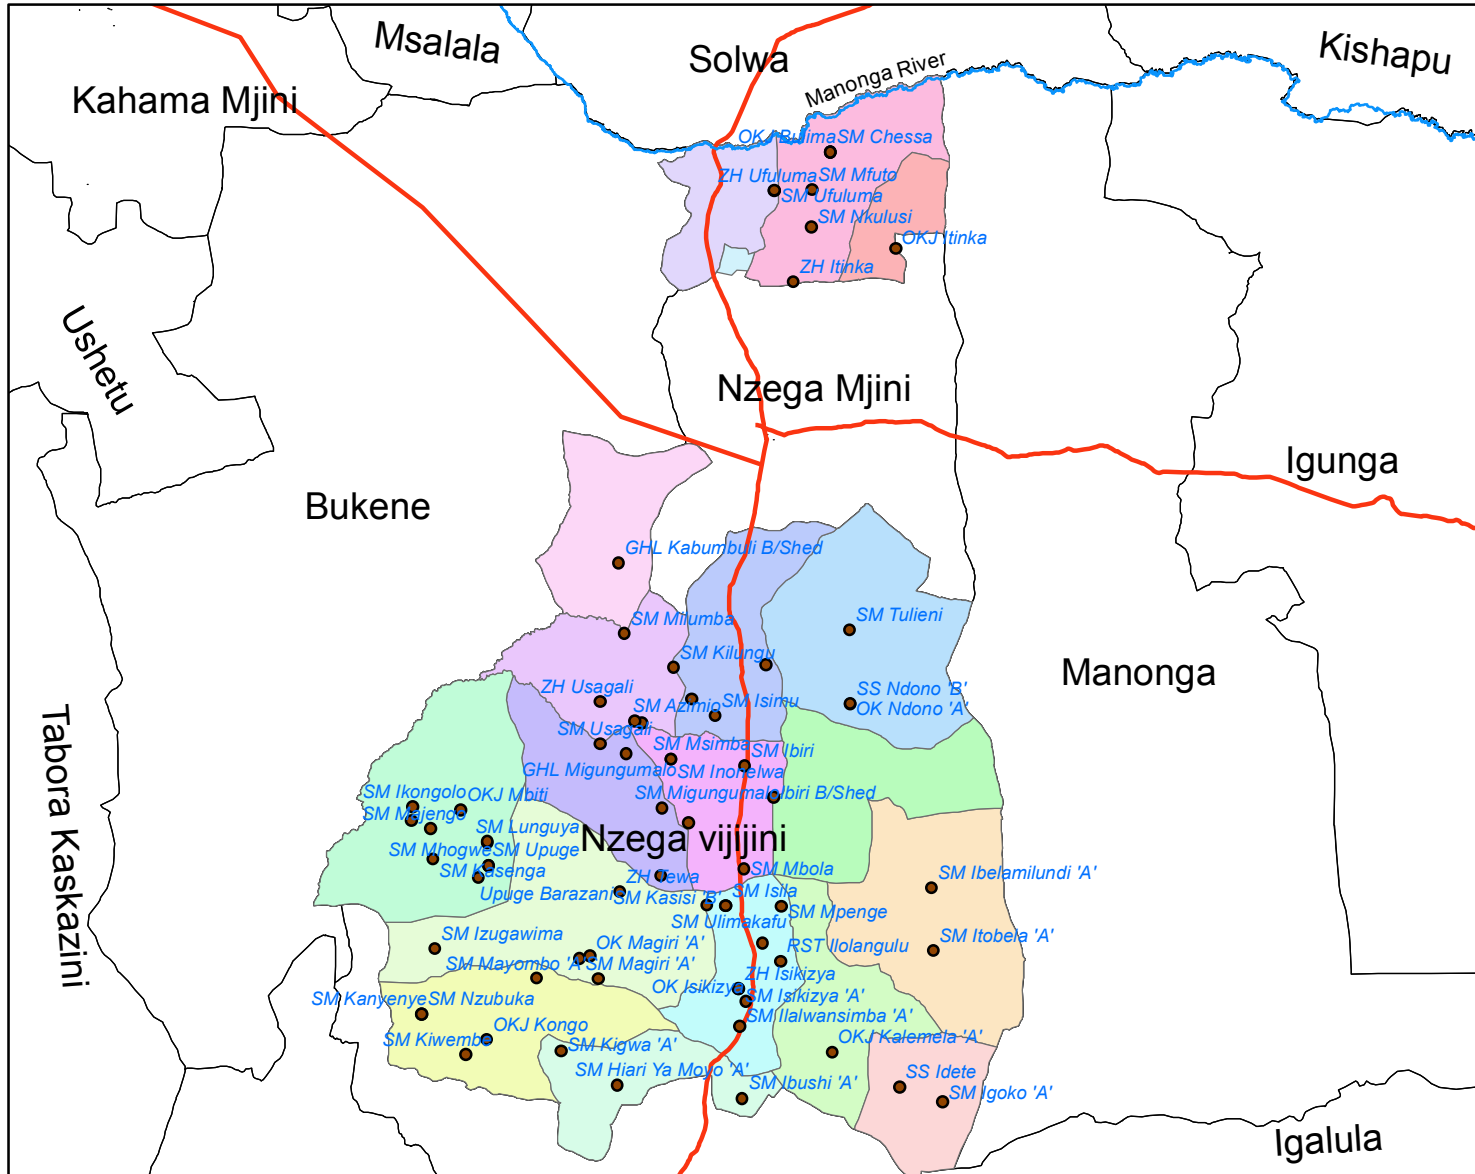 Msalala
Solwa
Kishapu
Kahama Mjini
Manonga River
SM Chessa
ZH Ufuluma
SM Mfuto
SM Ufuluma
SM Nkulusi
OKJ Itinka
ZH Itinka
Ushetu
Nzega Mjini
Igunga
Bukene
GHL Kabumbuli B/Shed
SM Milumba
SM Tulieni
SM Kilungu
Manonga
ZH Usagali
SM Azimio
SM Isimu
SS Ndono 'B'
OK Ndono 'A'
Tabora Kaskazini
SM Usagali
SM Msimba
SM Ibiri
GHL Migungumalo
SM Inonelwa
SM Migungumalo
Ibiri B/Shed
SM Ikongolo
OKJ Mbiti
SM Majengo
SM Lunguya
Nzega vijijini
SM Mhogwe
SM Upuge
SM Kasenga
SM Mbola
Upuge Barazani
ZH Tewa
SM Kasisi 'B'
SM Isila
SM Ibelamilundi 'A'
SM Ulimakafu
SM Mpenge
SM Izugawima
OK Magiri 'A'
RST Ilolangulu
SM Itobela 'A'
SM Mayombo 'A'
SM Magiri 'A'
ZH Isikizya
OK Isikizya
SM Kanyenye
SM Nzubuka
SM Isikizya 'A'
SM Ilalwansimba 'A'
OKJ Kongo
SM Kiwembe
SM Kigwa 'A'
OKJ Kalemela 'A'
SM Hiari Ya Moyo 'A'
SM Ibushi 'A'
SS Idete
SM Igoko 'A'
Igalula